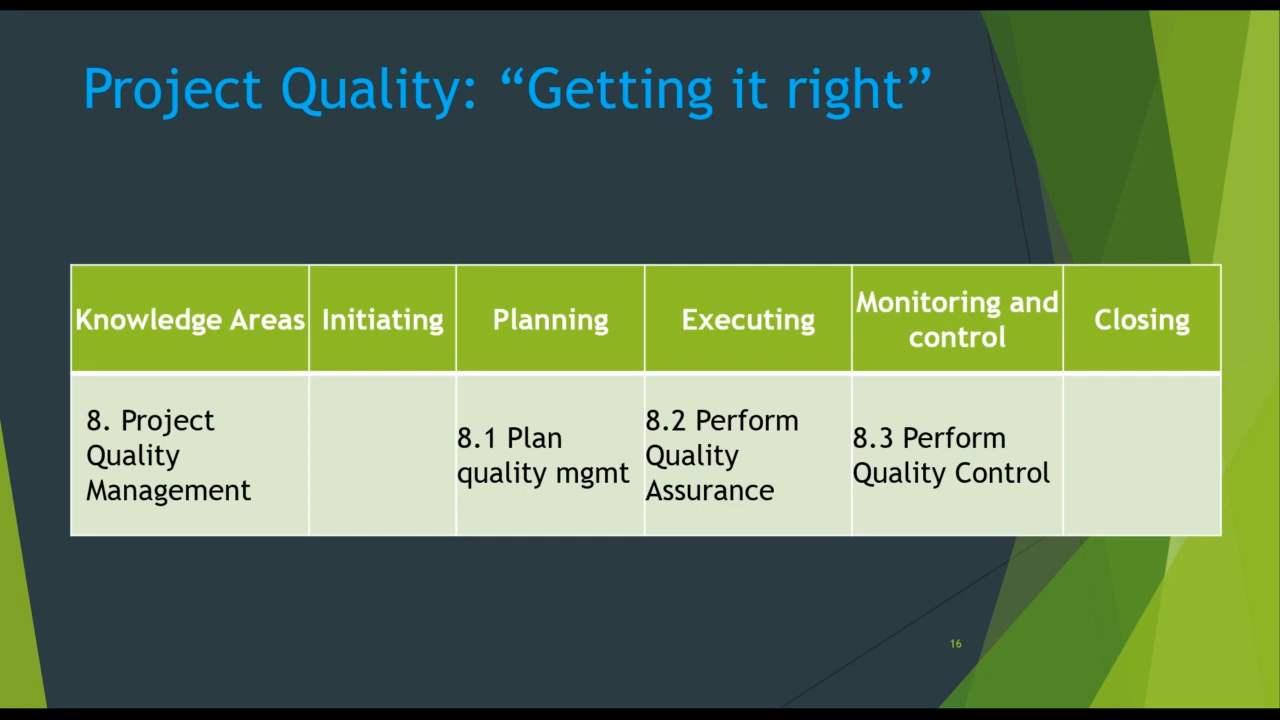 Project Quality: “Getting it right”
Knowledge Areas Initiating Planning Executing Monitoring and control Closing
8. Project
Quality
Management
8.1 Plan
quality mgmt
8.2 Perform
Quality
Assurance
8.3 Perform
Quality Control
16